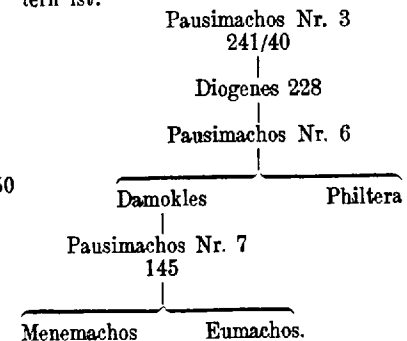 tern ist.
Pausimachos Nr. 3
241/40
Diogenes 228
Pausimachos Nr. 6
Damokles Philtera
Pausimachos Nr. 7
145
Menemachos Eumachos.